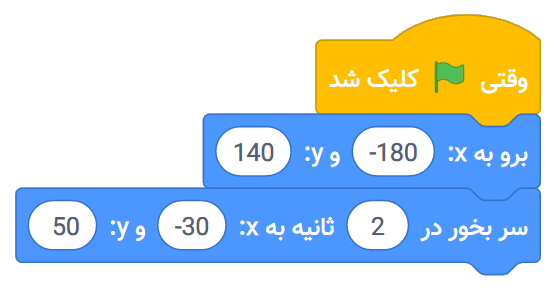 وقتی کلیک شد
برو به x: -180 و y: 140
سر بخور در 2 ثانیه به x: -30 و y: 50